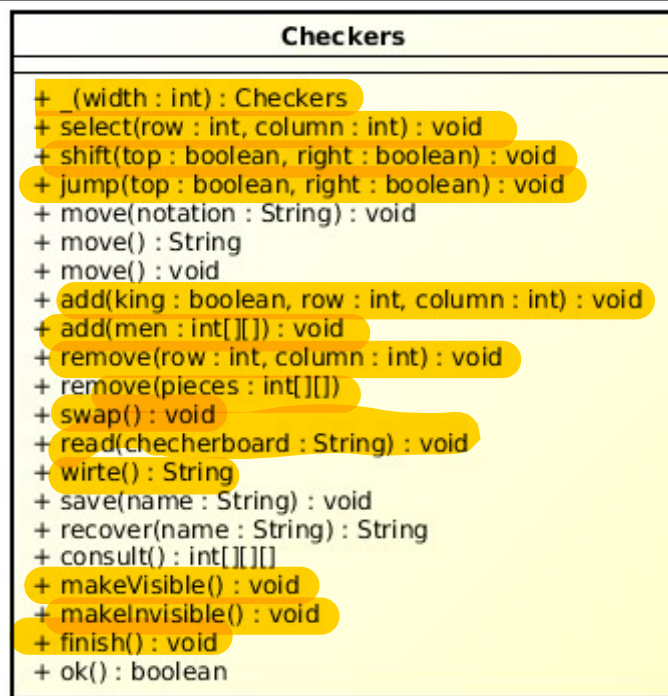 Checkers
+ _(width : int) : Checkers
+ select(row : int, column : int) : void
+ shift(top : boolean, right : boolean) : void
+ jump(top : boolean, right : boolean) : void
+ move(notation : String) : void
+ move() : String
+ move() : void
+ add(king : boolean, row : int, column : int) : void
+ add(men : int[][]) : void
+ remove(row : int, column : int) : void
+ remove(pieces : int[][])
+ swap() : void
+ read(checherboard : String) : void
+ wirte() : String
+ save(name : String) : void
+ recover(name : String) : String
+ consult() : int[][][]
+ makeVisible() : void
+ makeInvisible() : void
+ finish() : void
+ ok() : boolean